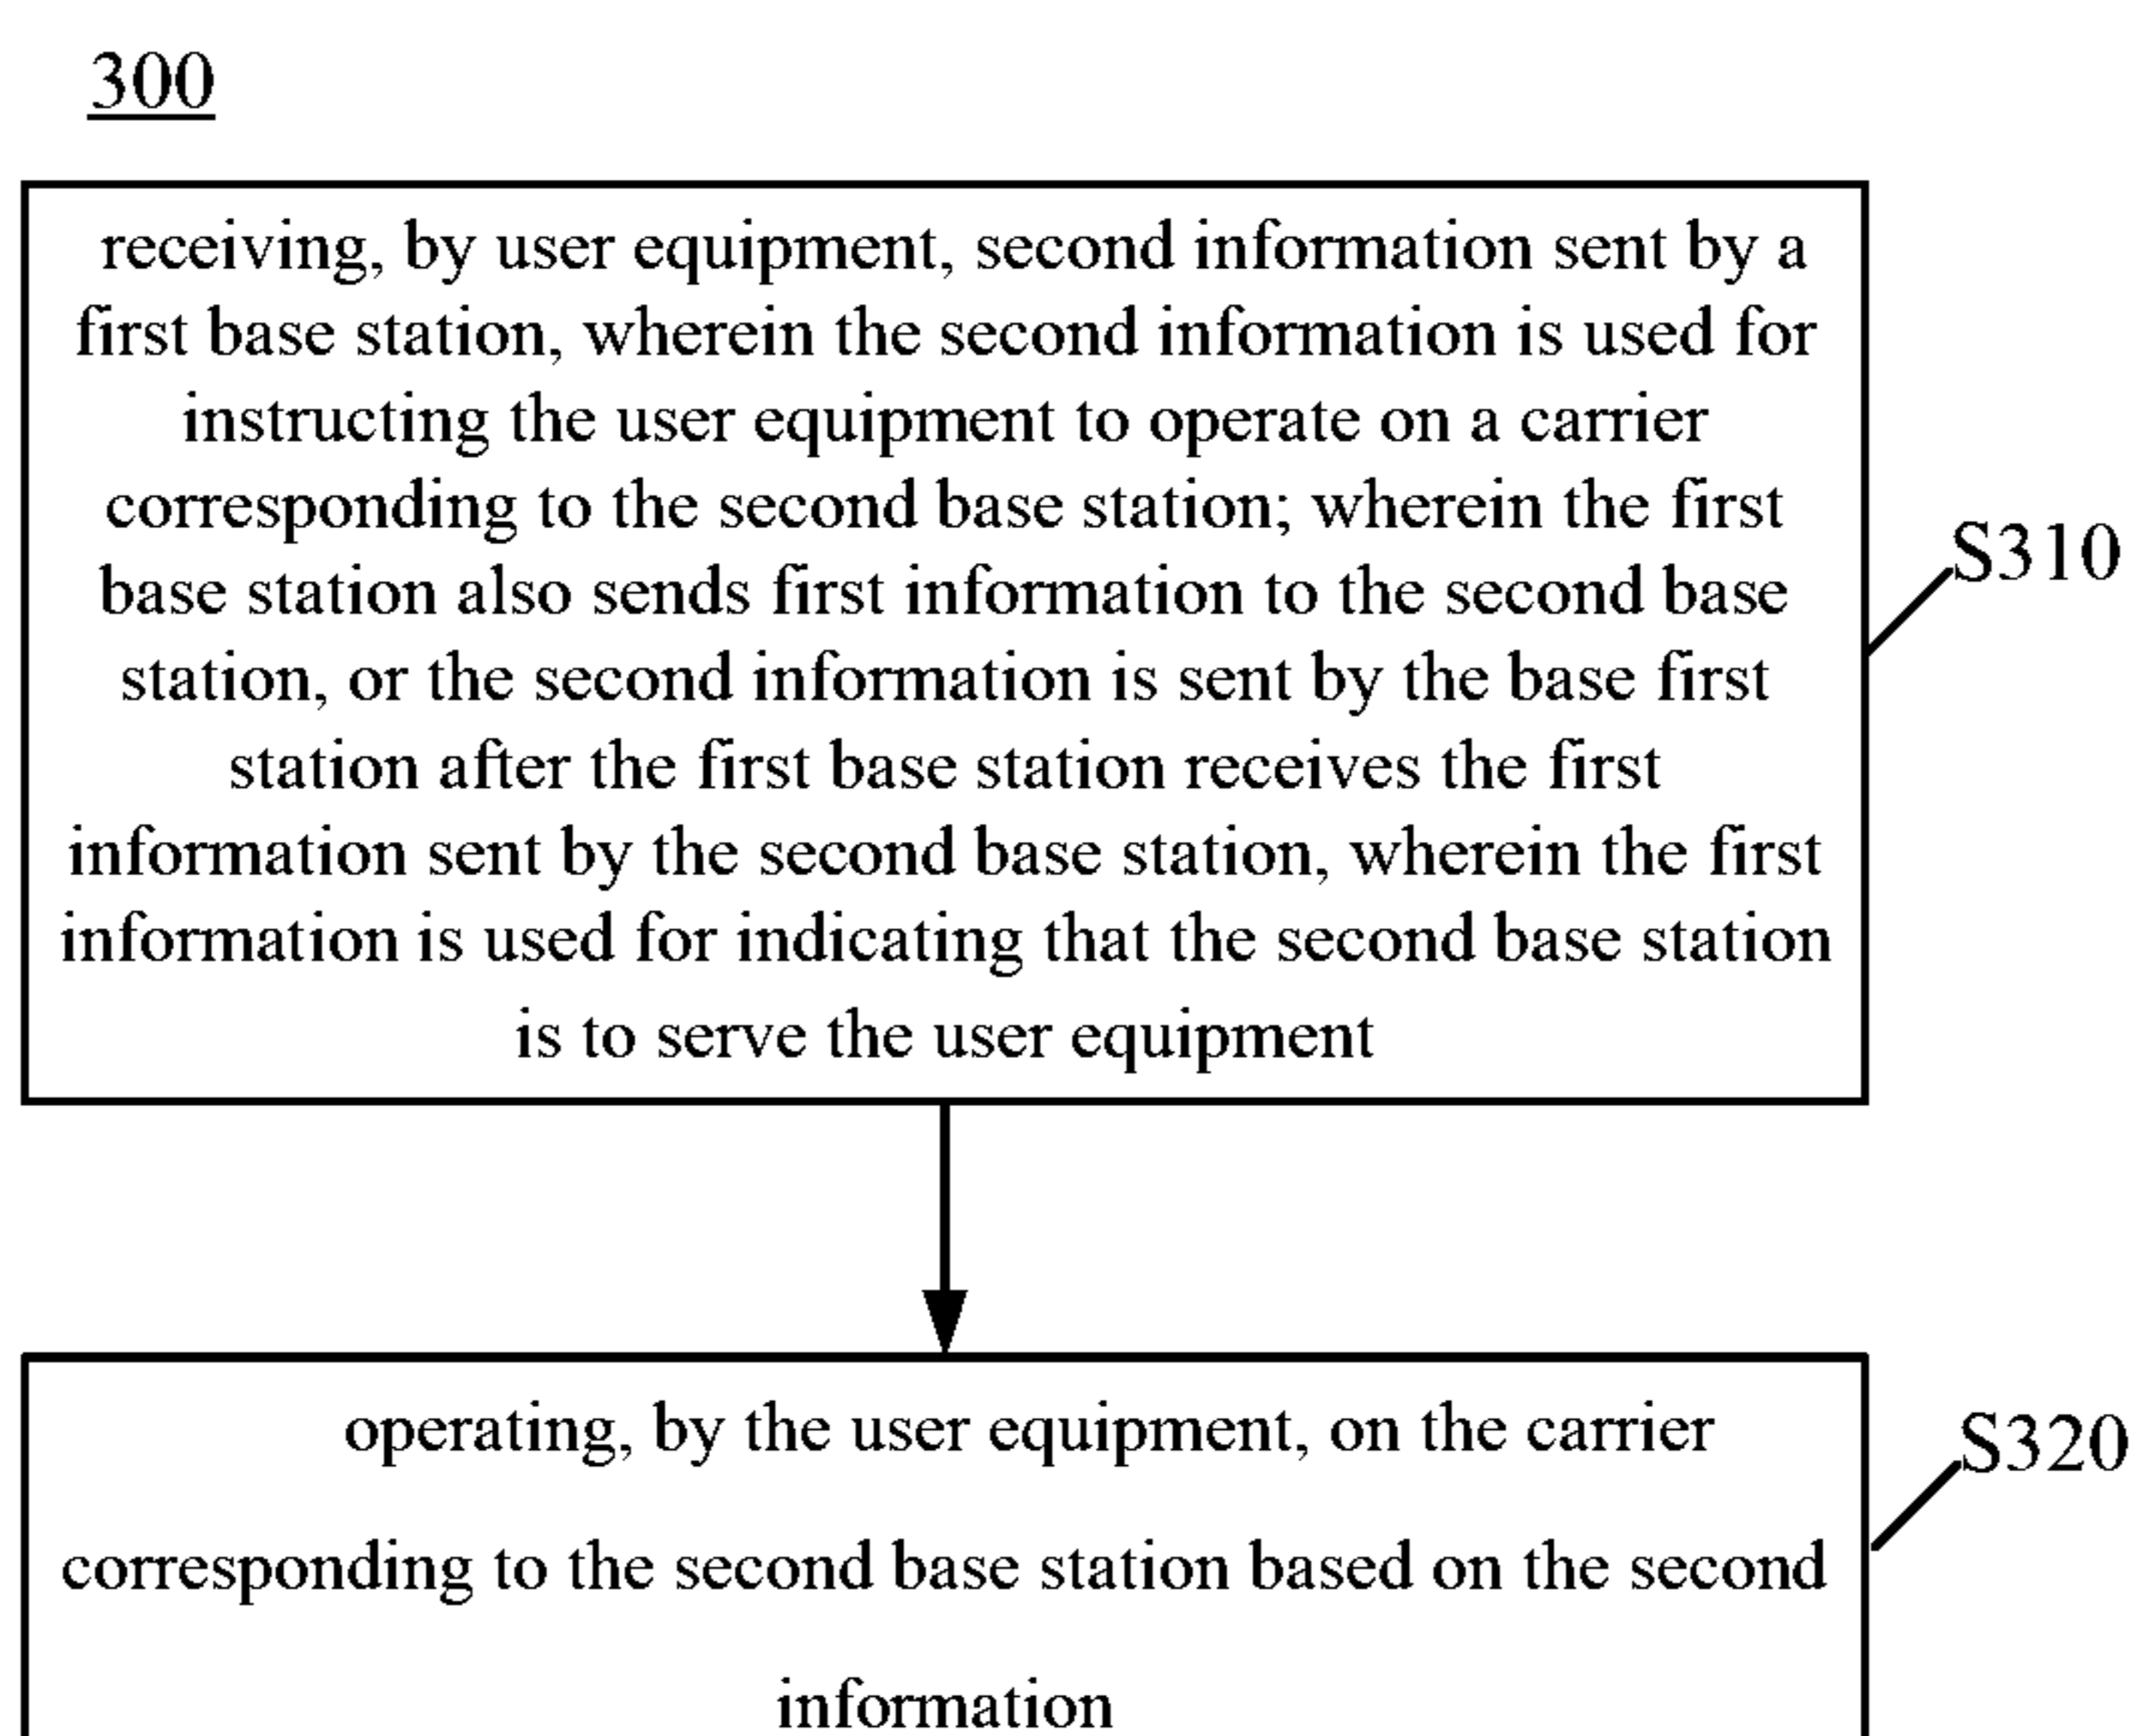 300
receiving, by user equipment, second information sent by a
first base station, wherein the second information is used for
instructing the user equipment to operate on a carrier
corresponding to the second base station; wherein the first
base station also sends first information to the second base
station, or the second information is sent by the base first
station after the first base station receives the first
information sent by the second base station, wherein the first
information is used for indicating that the second base station
is to serve the user equipment
S310
operating, by the user equipment, on the carrier
corresponding to the second base station based on the second
information
S320